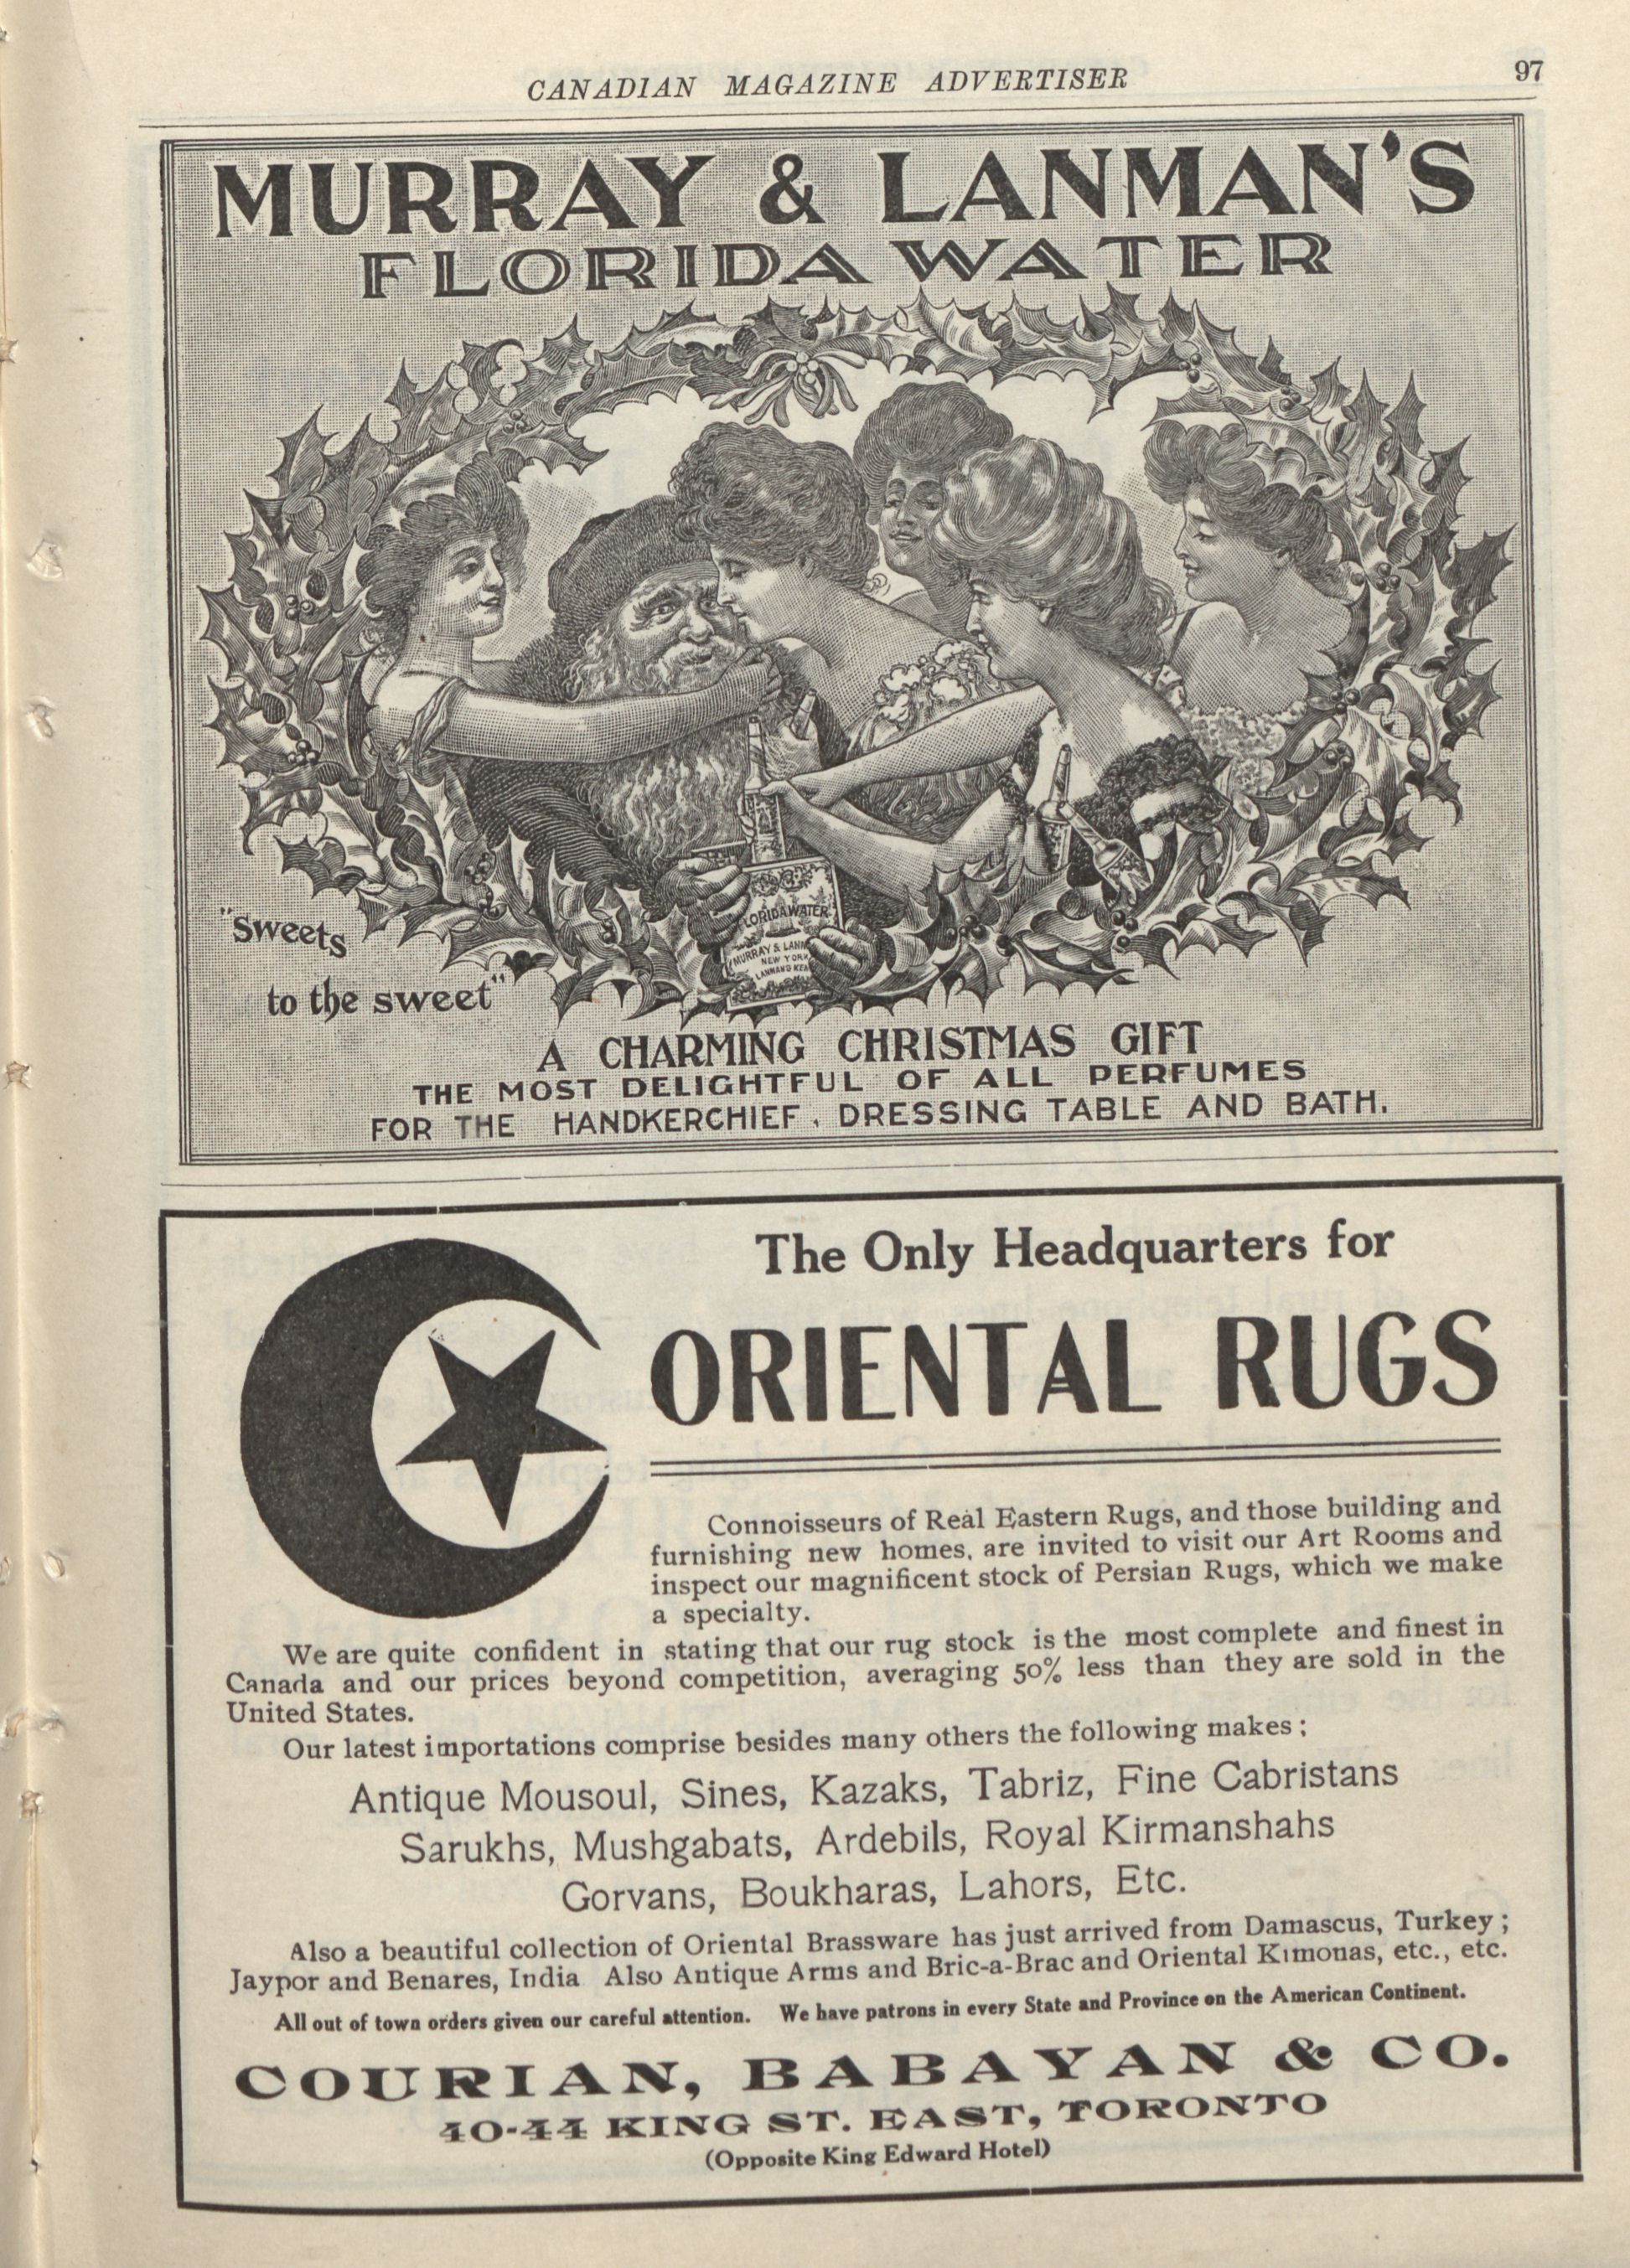 CANADIAN MAGAZINE ADVERTISER 97
MURRAY & LANMAN'S
FLORIDA WATER
FLORIDA WATER
MURRAY & LANM
NEW YORK
LANMAN & KEM
"Sweets
to the sweet"
A CHARMING CHRISTMAS GIFT
THE MOST DELIGHTFUL OF ALL PERFUMES
FOR THE HANDKERCHIEF, DRESSING TABLE AND BATH.
The Only Headquarters for
ORIENTAL RUGS
Connoisseurs of Real Eastern Rugs, and those building and
furnishing new homes, are invited to visit our Art Rooms and
inspect our magnificent stock of Persian Rugs, which we make
a specialty.
We are quite confident in stating that our rug stock is the most complete and finest in
Canada and our prices beyond competition, averaging 50% less than they are sold in the
United States.
Our latest importations comprise besides many others the following makes;
Antique Mousoul, Sines, Kazaks, Tabriz, Fine Cabristans
Sarukhs, Mushgabats, Ardebils, Royal Kirmanshahs
Gorvans, Boukharas, Lahors, Etc.
Also a beautiful collection of Oriental Brassware has just arrived from Damascus, Turkey;
Jaypor and Benares, India Also Antique Arms and Bric-a-Brac and Oriental Kimonas, etc., etc.
All out of town orders given our careful attention. We have patrons in every State and Province on the American Continent.
COURIAN, BABAYAN & CO.
40-44 KING ST. EAST, TORONTO
(Opposite King Edward Hotel)